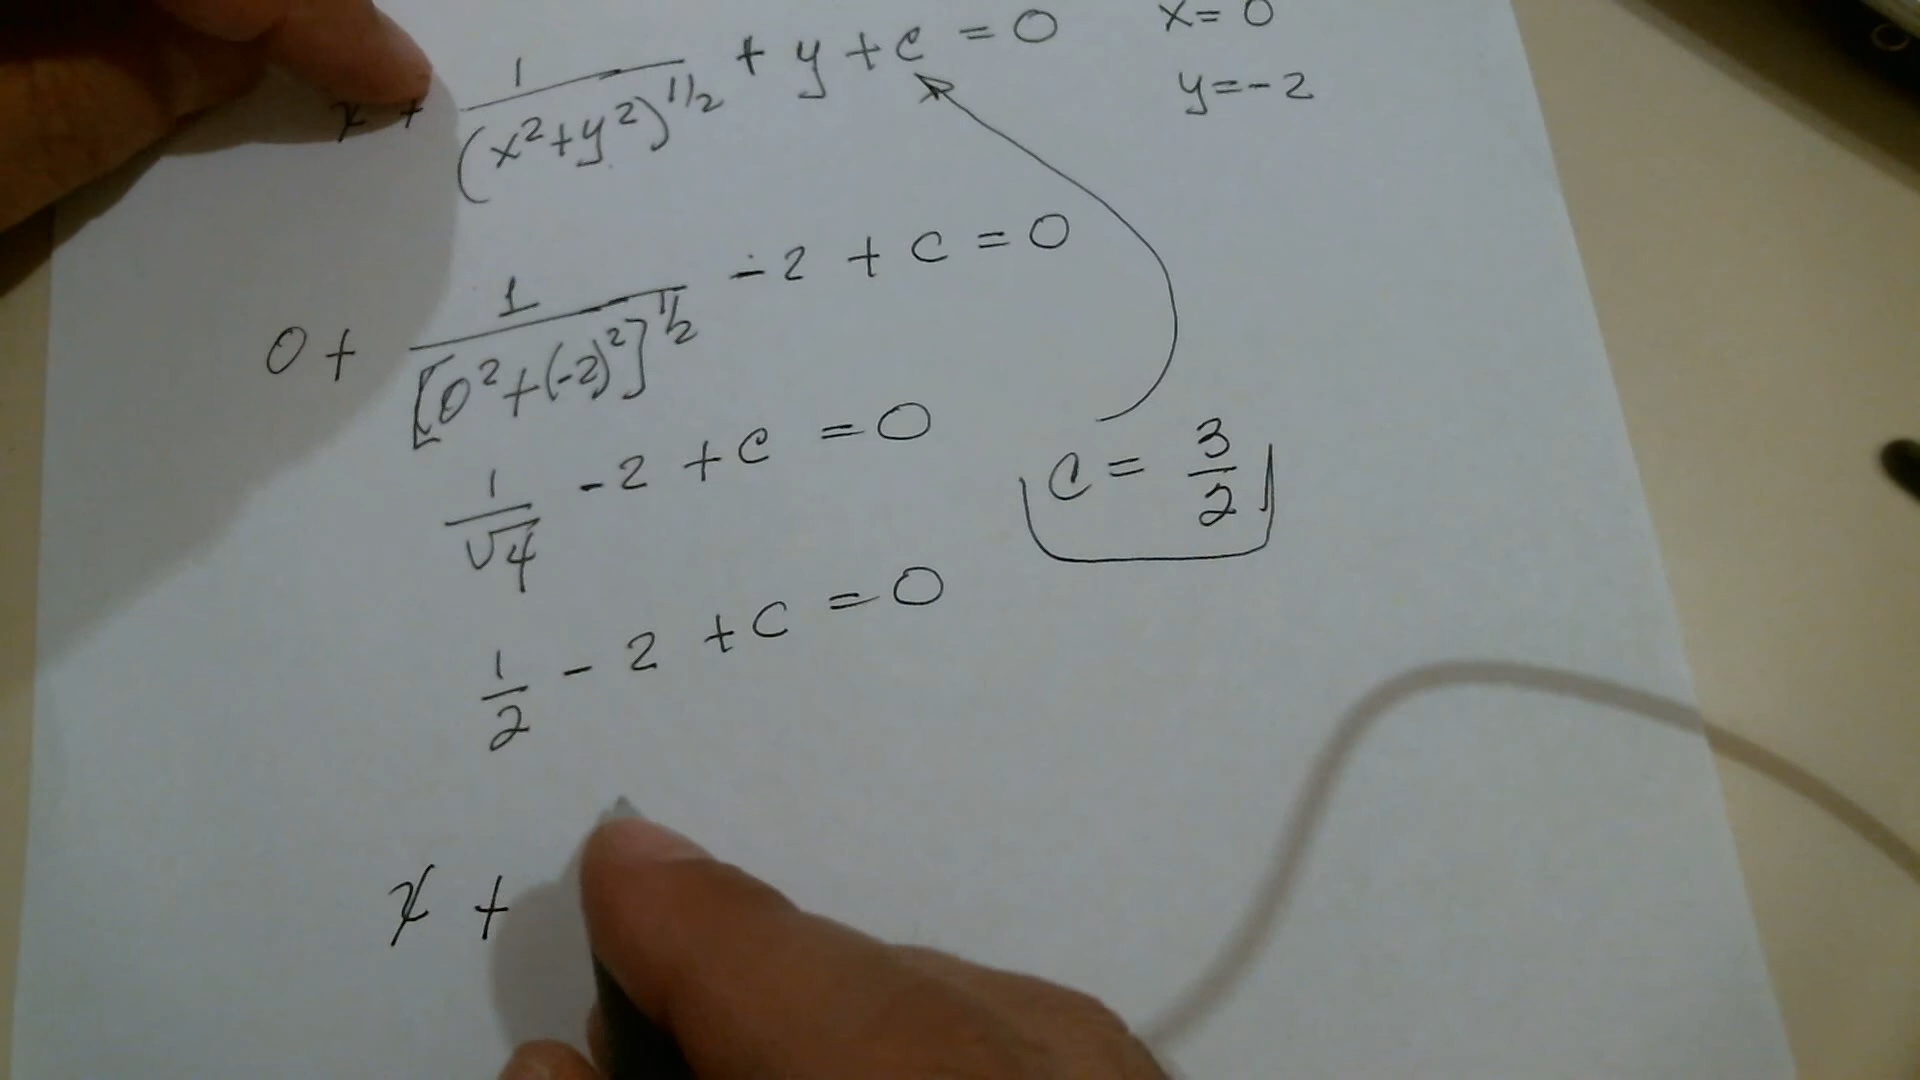 x + 1/(x²+y²)^1/2 + y + c = 0
x = 0
y = -2
0 + 1/[0²+(-2)²]^1/2 - 2 + c = 0
1/√4 - 2 + c = 0
c = 3/2
1/2 - 2 + c = 0
x +